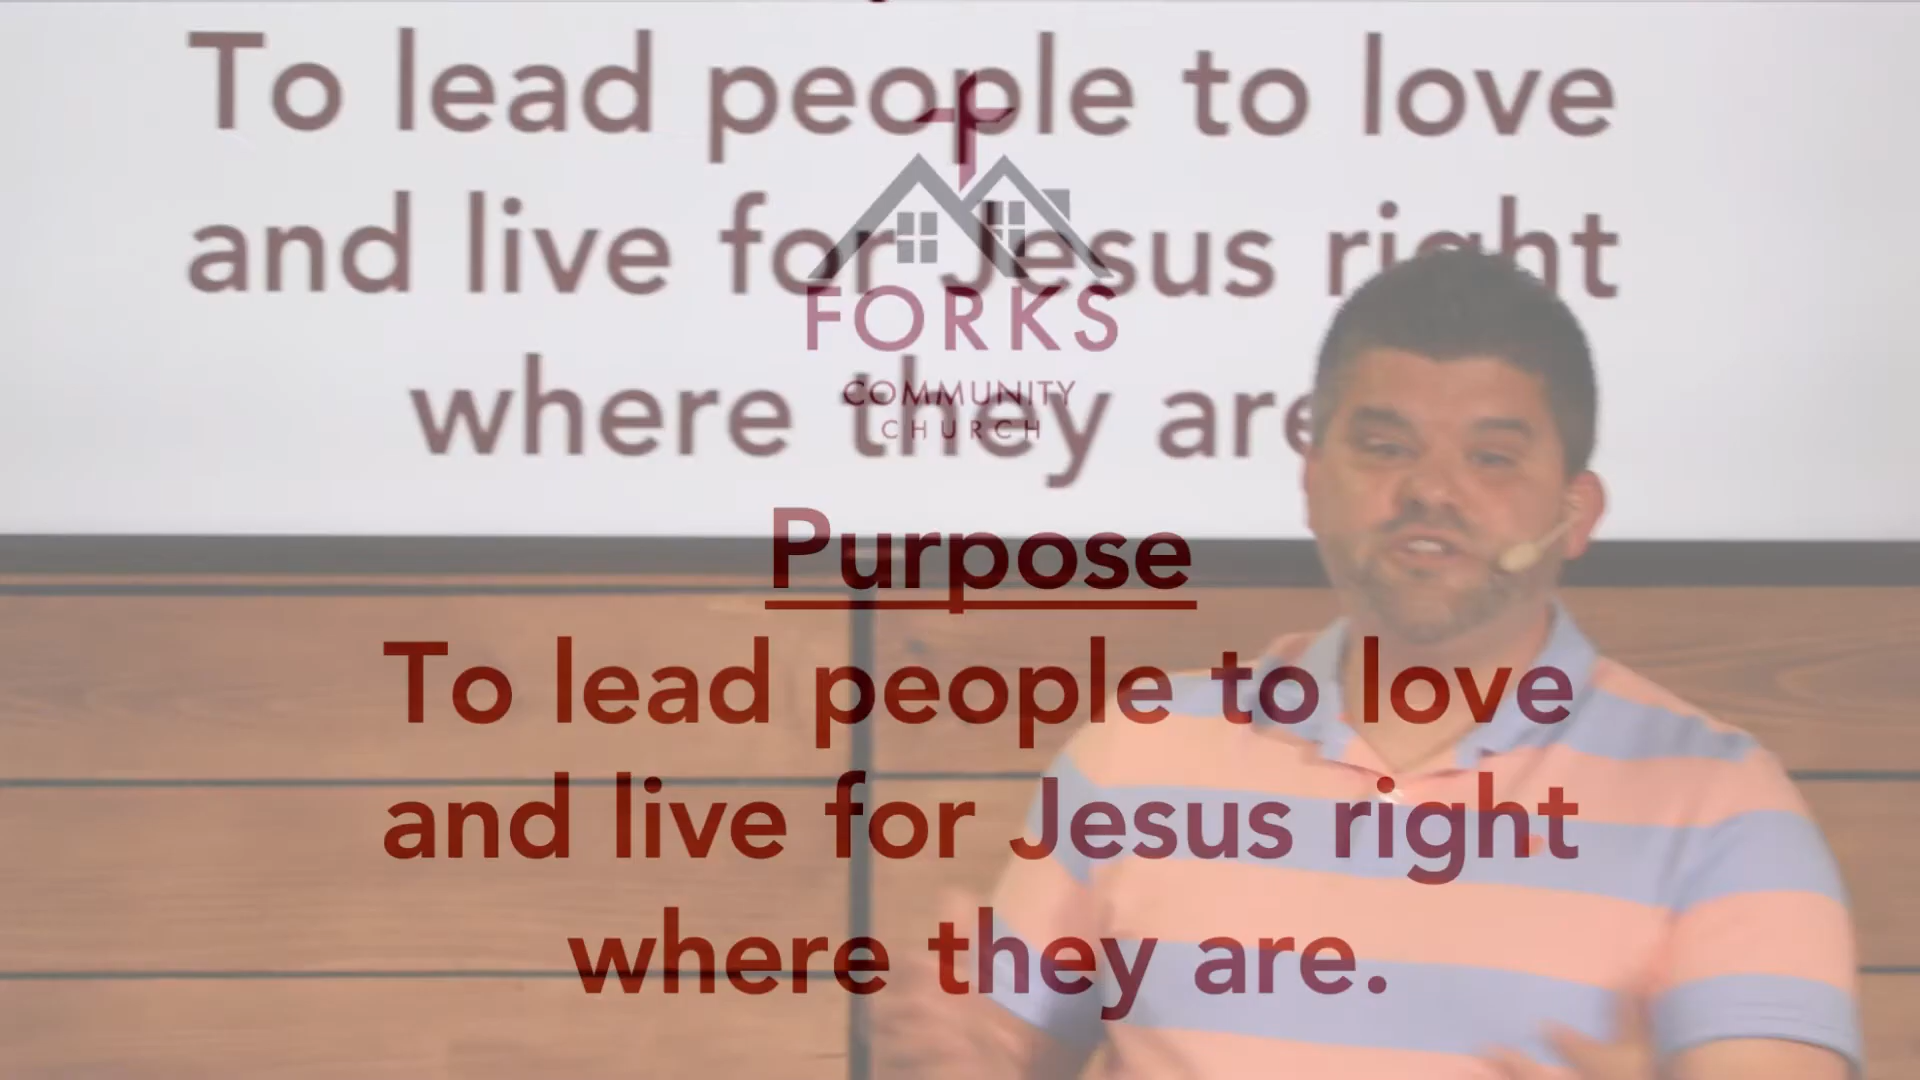 To lead people to love
and live for Jesus right
where they are
FORKS
COMMUNITY
CHURCH
Purpose
To lead people to love
and live for Jesus right
where they are.